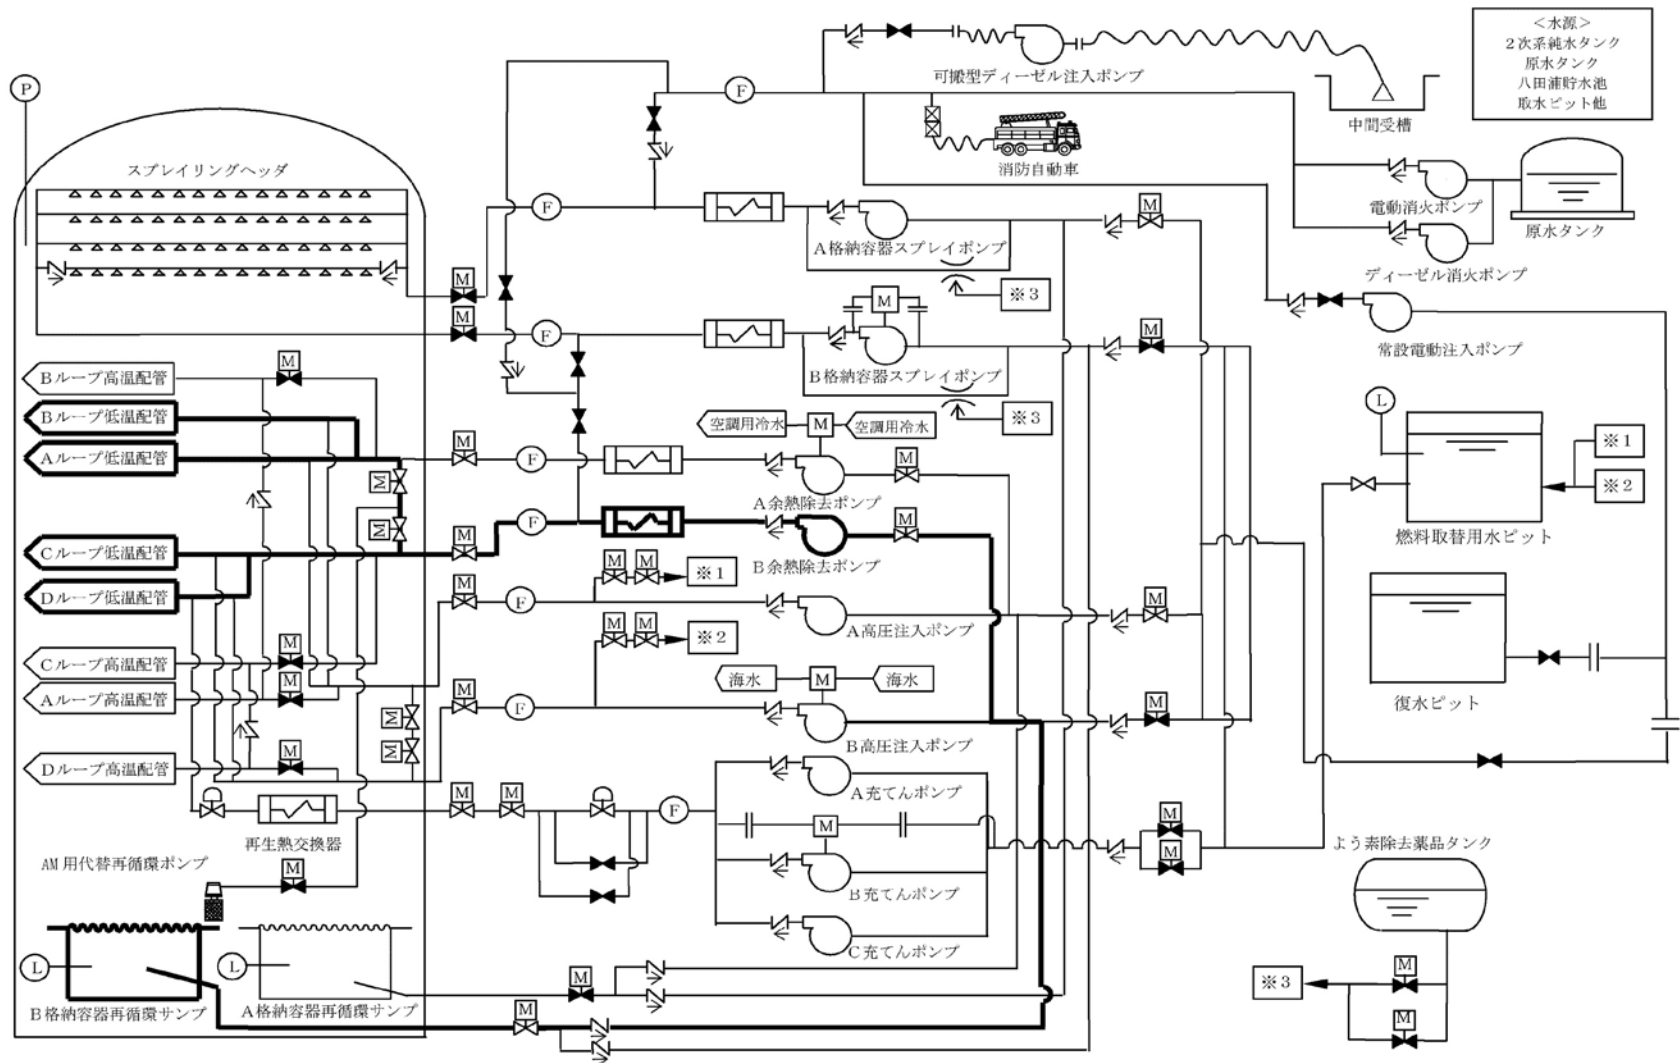 ＜水源＞
２次系純水タンク
原水タンク
八田浦貯水池
取水ピット他
可搬型ディーゼル注入ポンプ
中間受槽
P
F
消防自動車
スプレイリングヘッダ
電動消火ポンプ
原水タンク
M
F
A格納容器スプレイポンプ
ディーゼル消火ポンプ
M
※3
M
M
F
M
B格納容器スプレイポンプ
常設電動注入ポンプ
※3
M
Bループ高温配管
L
Bループ低温配管
空調用冷水
M
空調用冷水
※1
Aループ低温配管
M
F
M
※2
M
A余熱除去ポンプ
M
F
M
燃料取替用水ピット
Cループ低温配管
M
B余熱除去ポンプ
M
M
※1
Dループ低温配管
M
F
M
A高圧注入ポンプ
M
M
※2
Cループ高温配管
M
海水
M
海水
Aループ高温配管
M
M
F
M
復水ピット
M
B高圧注入ポンプ
M
Dループ高温配管
M
A充てんポンプ
M
M
F
M
M
再生熱交換器
M
よう素除去薬品タンク
AM用代替再循環ポンプ
M
B充てんポンプ
C充てんポンプ
L
L
M
M
※3
B格納容器再循環サンプ
A格納容器再循環サンプ
M
M